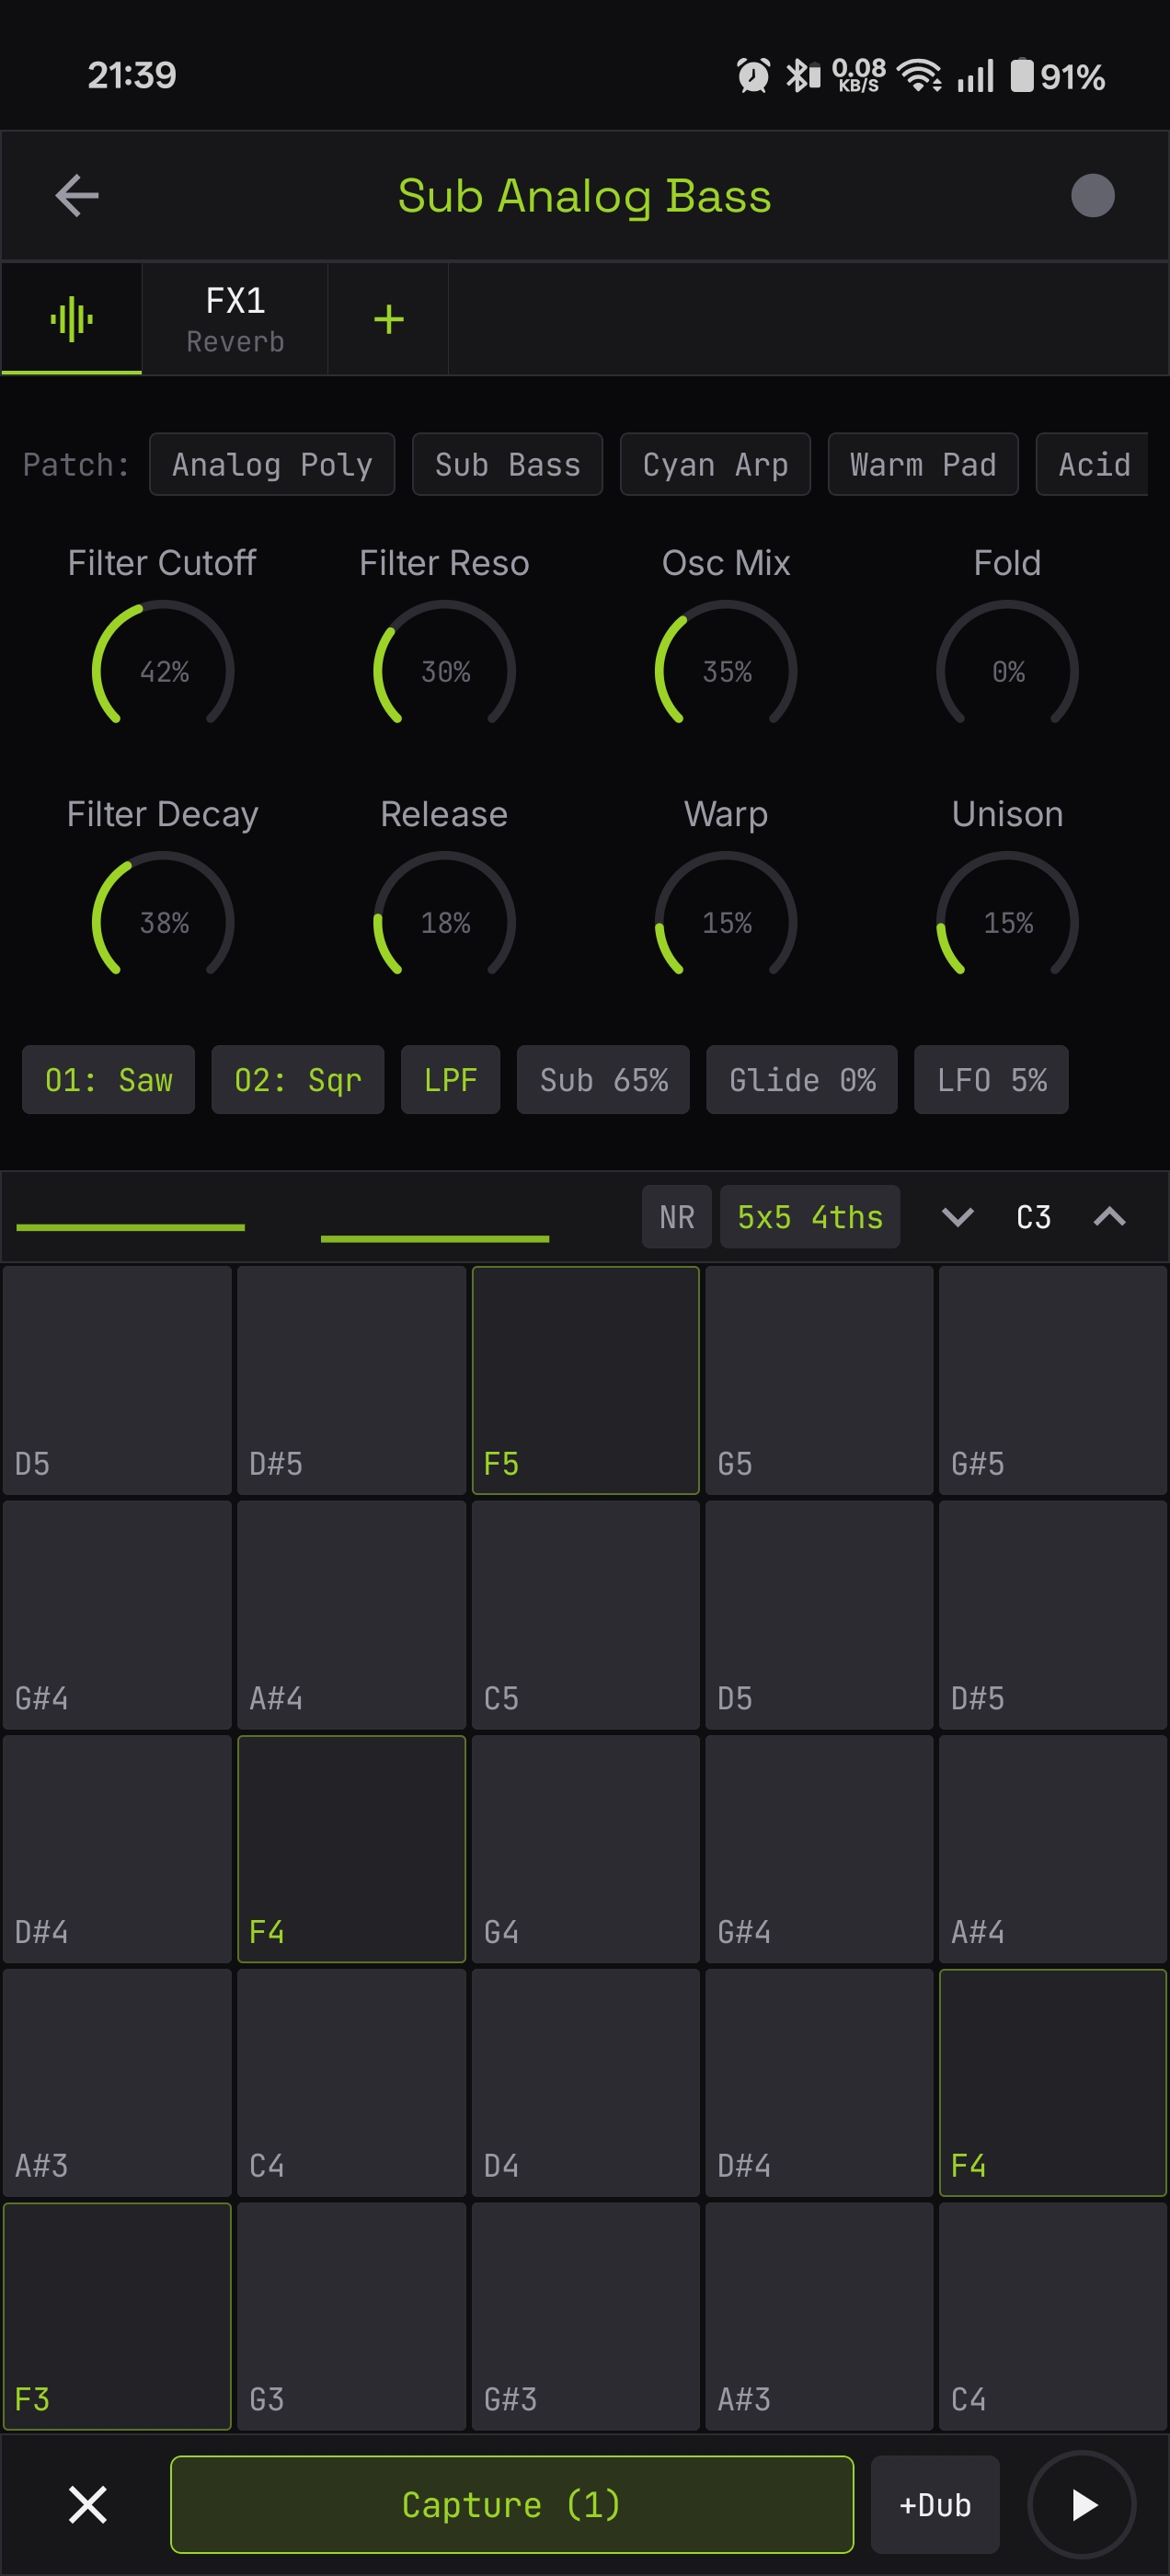 21:39 0.08 KB/S 91%
Sub Analog Bass
FX1
Reverb
+
Patch: Analog Poly Sub Bass Cyan Arp Warm Pad Acid
Filter Cutoff Filter Reso Osc Mix Fold
42% 30% 35% 0%
Filter Decay Release Warp Unison
38% 18% 15% 15%
O1: Saw O2: Sqr LPF Sub 65% Glide 0% LFO 5%
NR 5x5 4ths C3
D5 D#5 F5 G5 G#5
G#4 A#4 C5 D5 D#5
D#4 F4 G4 G#4 A#4
A#3 C4 D4 D#4 F4
F3 G3 G#3 A#3 C4
Capture (1) +Dub